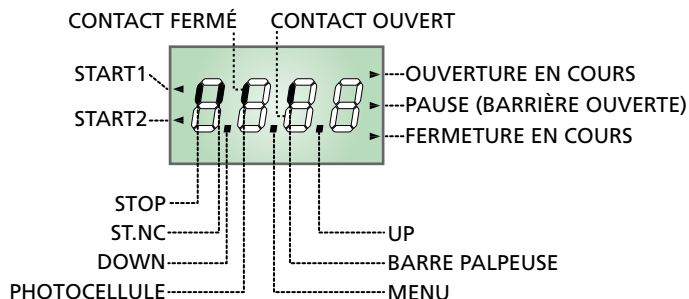 CONTACT FERMÉ
CONTACT OUVERT
START1
OUVERTURE EN COURS
START2
PAUSE (BARRIÈRE OUVERTE)
FERMETURE EN COURS
STOP
ST.NC
UP
DOWN
BARRE PALPEUSE
PHOTOCELLULE
MENU